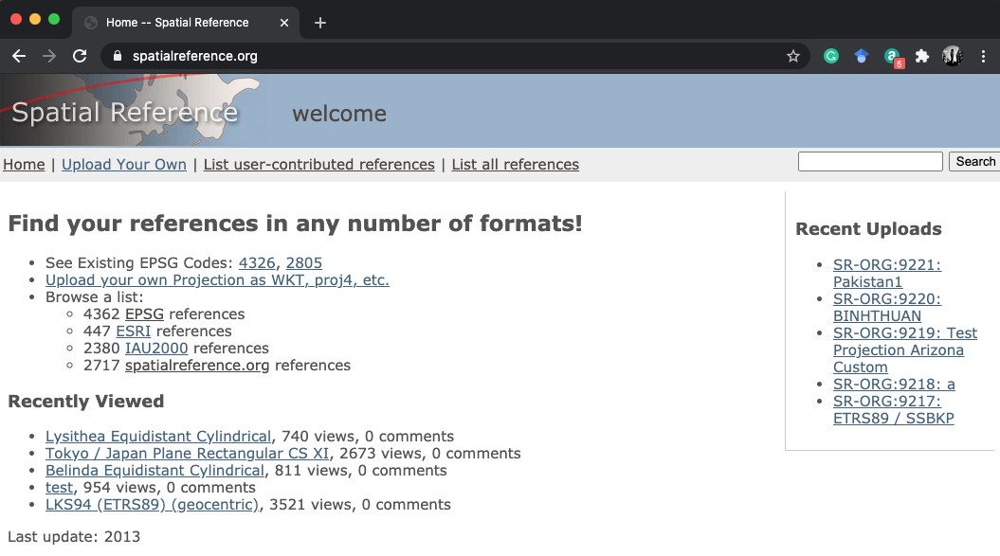 Home -- Spatial Reference
spatialreference.org
5
Spatial Reference
welcome
Home | Upload Your Own | List user-contributed references | List all references
Search
Find your references in any number of formats!
See Existing EPSG Codes: 4326, 2805
Upload your own Projection as WKT, proj4, etc.
Browse a list:
4362 EPSG references
447 ESRI references
2380 IAU2000 references
2717 spatialreference.org references
Recently Viewed
Lysithea Equidistant Cylindrical, 740 views, 0 comments
Tokyo / Japan Plane Rectangular CS XI, 2673 views, 0 comments
Belinda Equidistant Cylindrical, 811 views, 0 comments
test, 954 views, 0 comments
LKS94 (ETRS89) (geocentric), 3521 views, 0 comments
Last update: 2013
Recent Uploads
SR-ORG:9221:
Pakistan1
SR-ORG:9220:
BINHTHUAN
SR-ORG:9219: Test
Projection Arizona
Custom
SR-ORG:9218: a
SR-ORG:9217:
ETRS89 / SSBKP